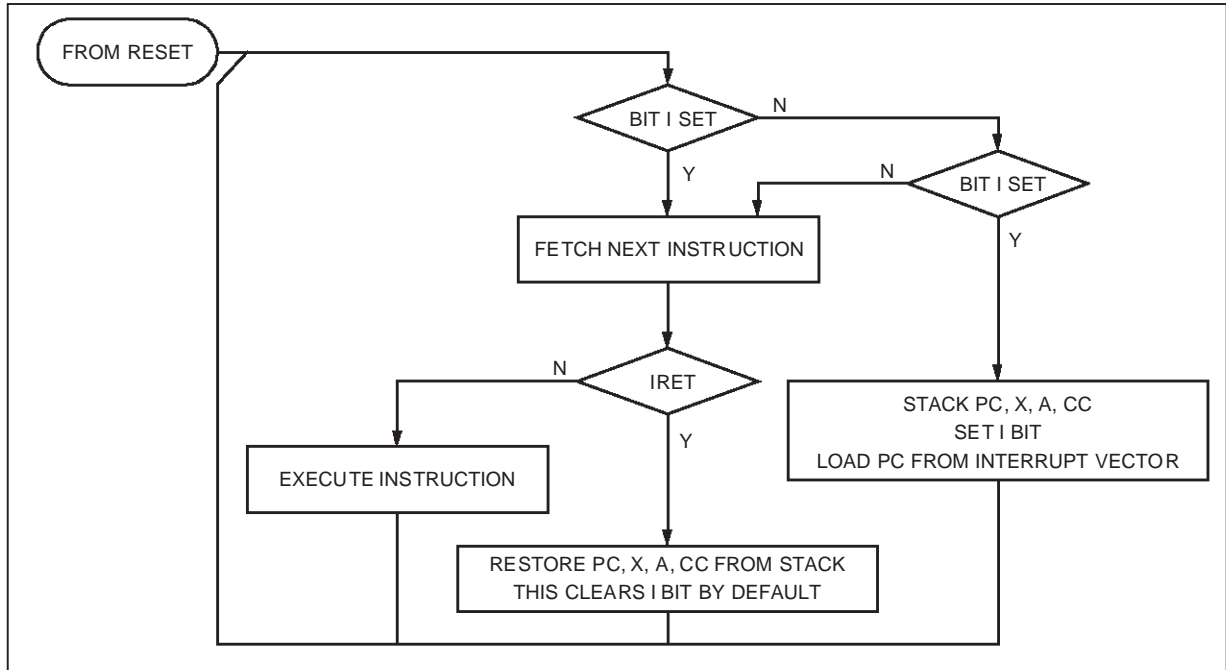 FROM RESET
BIT I SET
N
Y
N
BIT I SET
Y
FETCH NEXT INSTRUCTION
N
IRET
Y
STACK PC, X, A, CC
SET I BIT
LOAD PC FROM INTERRUPT VECTOR
EXECUTE INSTRUCTION
RESTORE PC, X, A, CC FROM STACK
THIS CLEARS I BIT BY DEFAULT